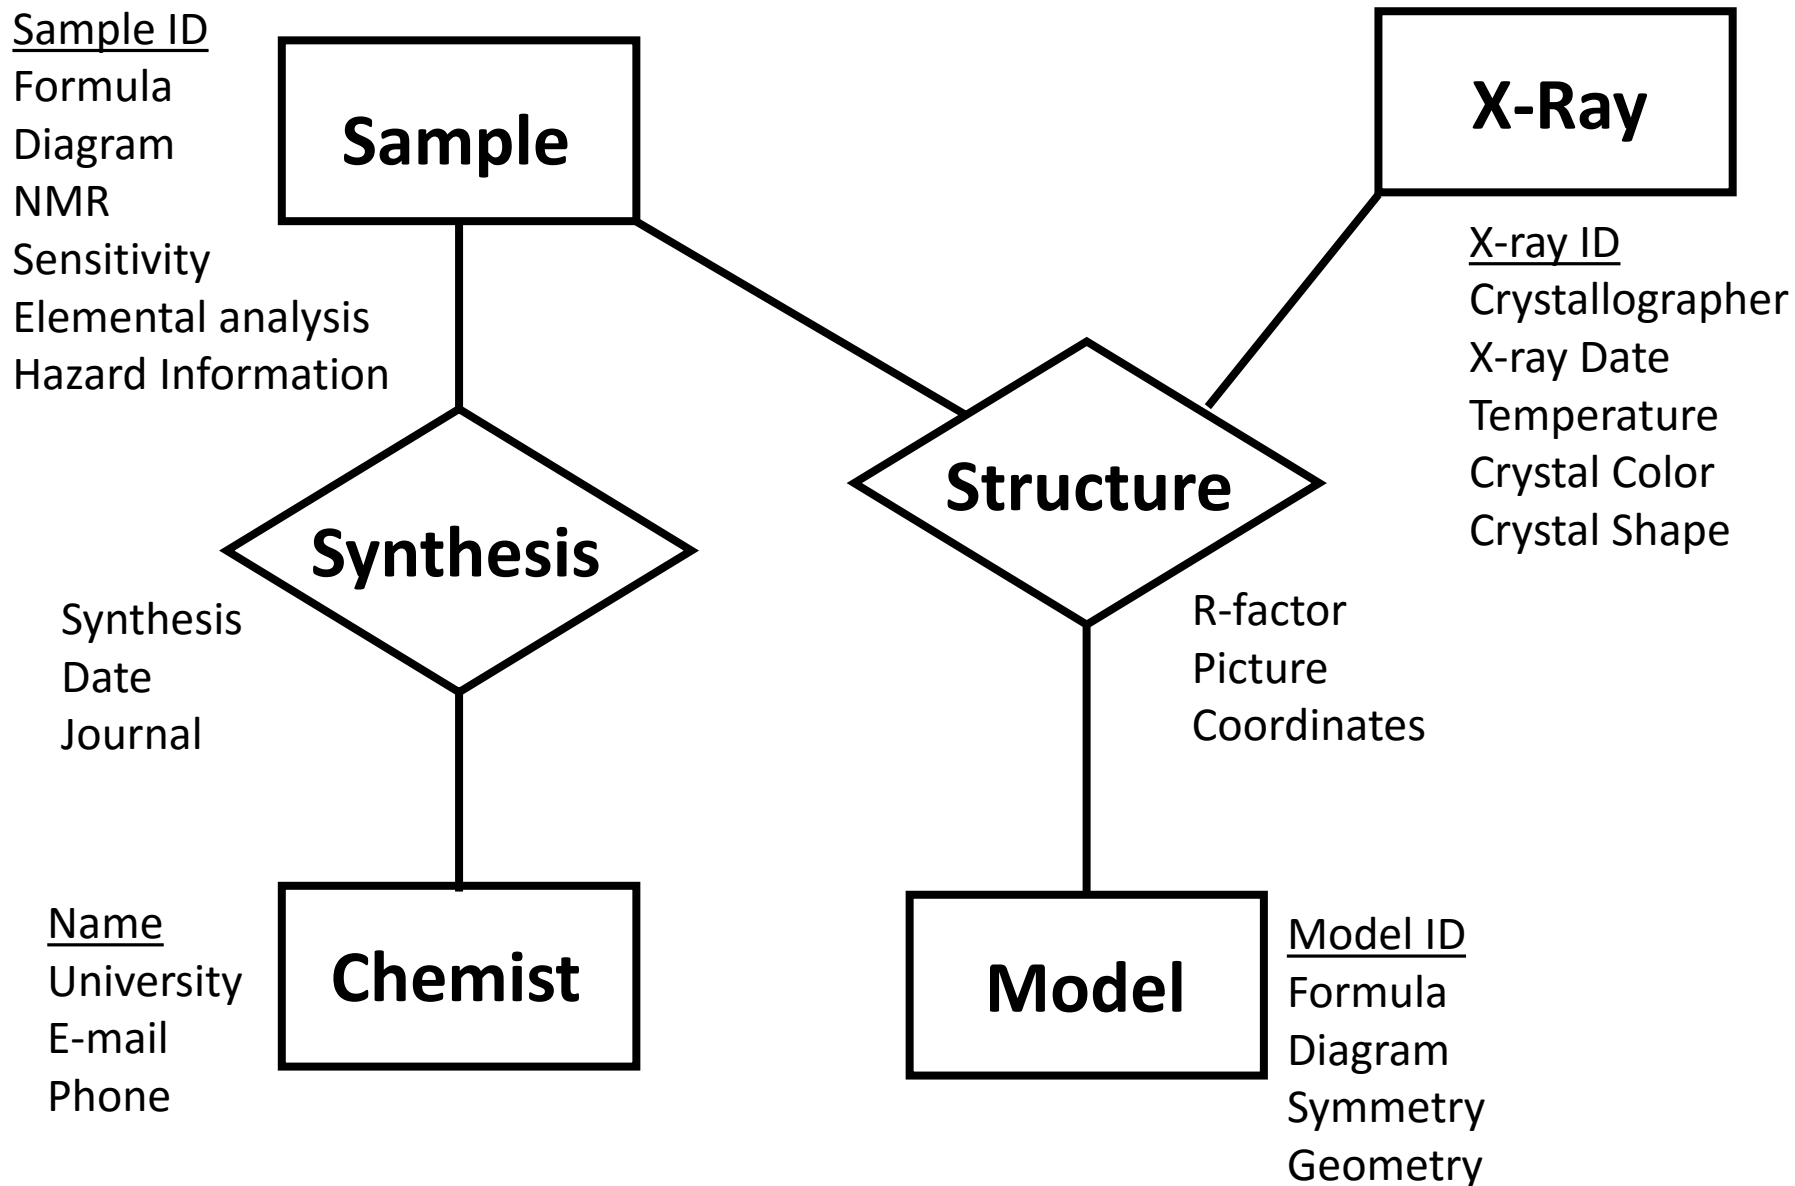 Sample ID
Formula
Diagram
NMR
Sensitivity
Elemental analysis
Hazard Information
Sample
X-Ray
X-ray ID
Crystallographer
X-ray Date
Temperature
Crystal Color
Crystal Shape
Synthesis
Synthesis
Date
Journal
Structure
R-factor
Picture
Coordinates
Name
University
E-mail
Phone
Chemist
Model
Model ID
Formula
Diagram
Symmetry
Geometry